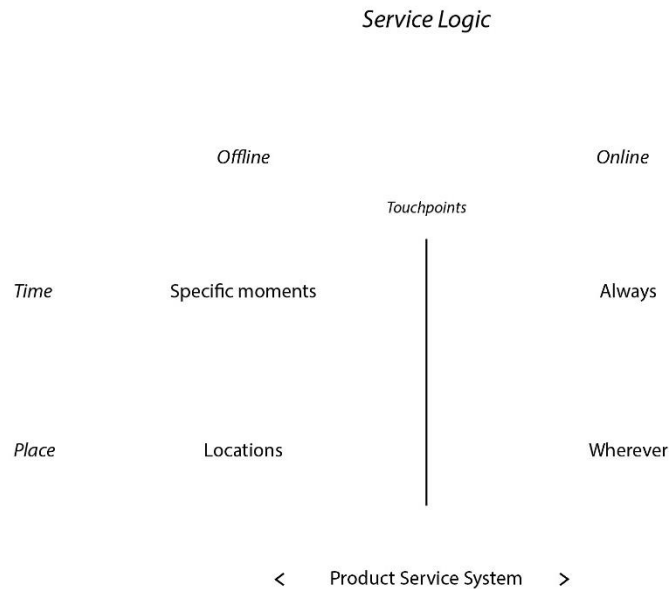 Service Logic
Offline Online
Touchpoints
Time Specific moments Always
Place Locations Wherever
< Product Service System >